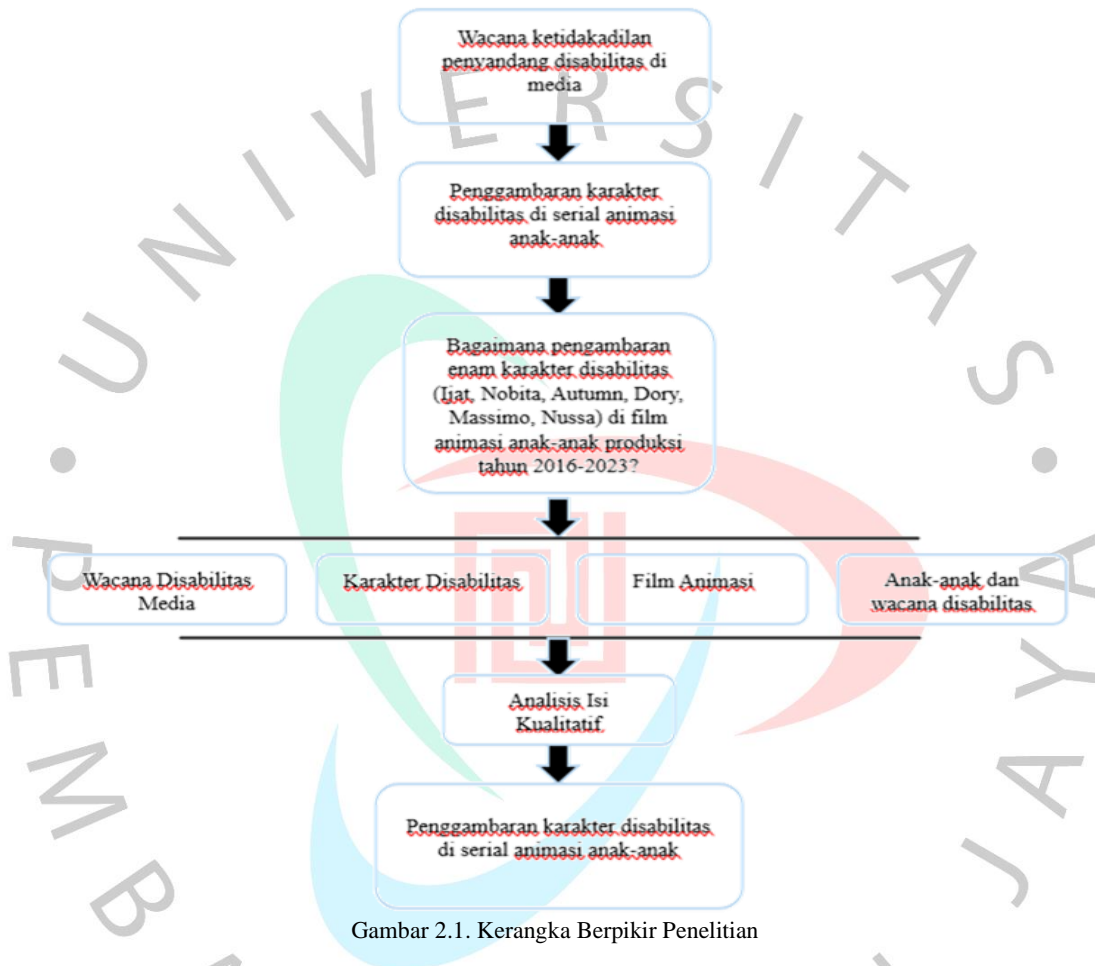 Wacana ketidakadilan
penyandang disabilitas di
media
Penggambaran karakter
disabilitas di serial animasi
anak-anak
Bagaimana pengambaran
enam karakter disabilitas
(Ijat, Nobita, Autumn, Dory,
Massimo, Nussa) di film
animasi anak-anak produksi
tahun 2016-2023?
Wacana Disabilitas
Media
Karakter Disabilitas
Film Animasi
Anak-anak dan
wacana disabilitas
Analisis Isi
Kualitatif
Penggambaran karakter disabilitas
di serial animasi anak-anak
Gambar 2.1. Kerangka Berpikir Penelitian
UNIVERSITAS
PEMB
JAYA